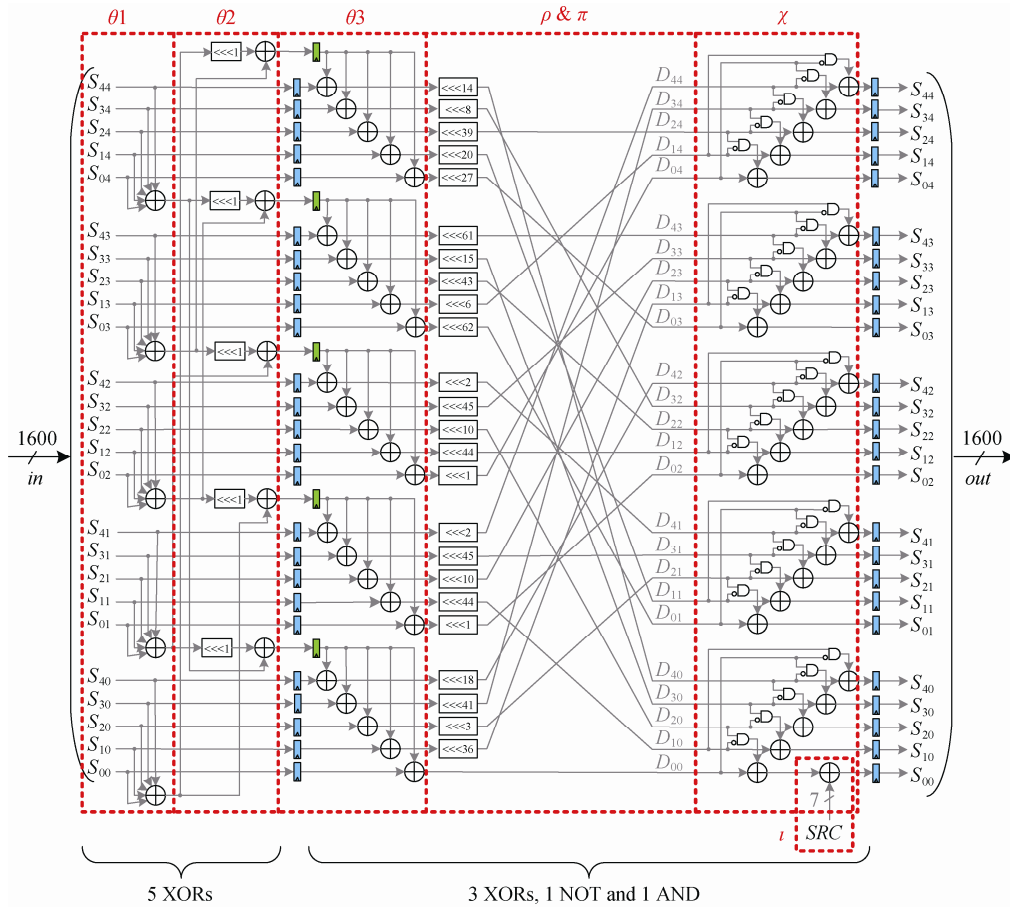 θ1 θ2 θ3 ρ & π χ
<<<1
S44 <<<14 D44 S44
S34 <<<8 D34 S34
S24 <<<39 D24 S24
S14 <<<20 D14 S14
S04 <<<27 D04 S04
<<<1
S43 <<<61 D43 S43
S33 <<<15 D33 S33
S23 <<<43 D23 S23
S13 <<<6 D13 S13
S03 <<<62 D03 S03
<<<1
S42 <<<2 D42 S42
S32 <<<45 D32 S32
S22 <<<10 D22 S22
S12 <<<44 D12 S12
S02 <<<1 D02 S02
1600 in
1600 out
<<<1
S41 <<<2 D41 S41
S31 <<<45 D31 S31
S21 <<<10 D21 S21
S11 <<<44 D11 S11
S01 <<<1 D01 S01
<<<1
S40 <<<18 D40 S40
S30 <<<41 D30 S30
S20 <<<3 D20 S20
S10 <<<36 D10 S10
S00 D00 S00
7
ι SRC
5 XORs 3 XORs, 1 NOT and 1 AND